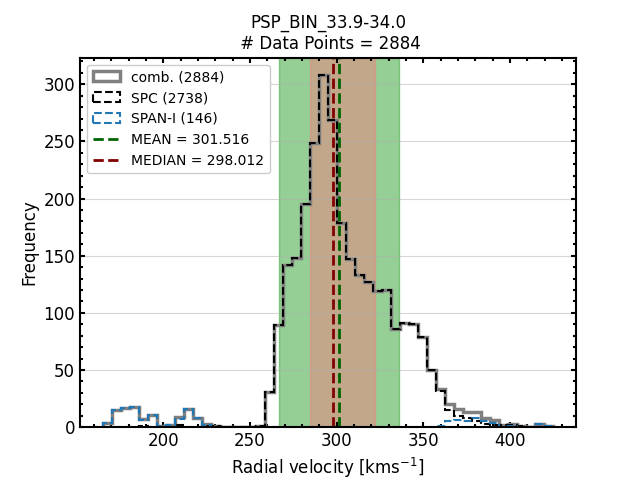 PSP_BIN_33.9-34.0
# Data Points = 2884
comb. (2884)
SPC (2738)
SPAN-I (146)
MEAN = 301.516
MEDIAN = 298.012
Frequency
300
250
200
150
100
50
0
200 250 300 350 400
Radial velocity [kms⁻¹]